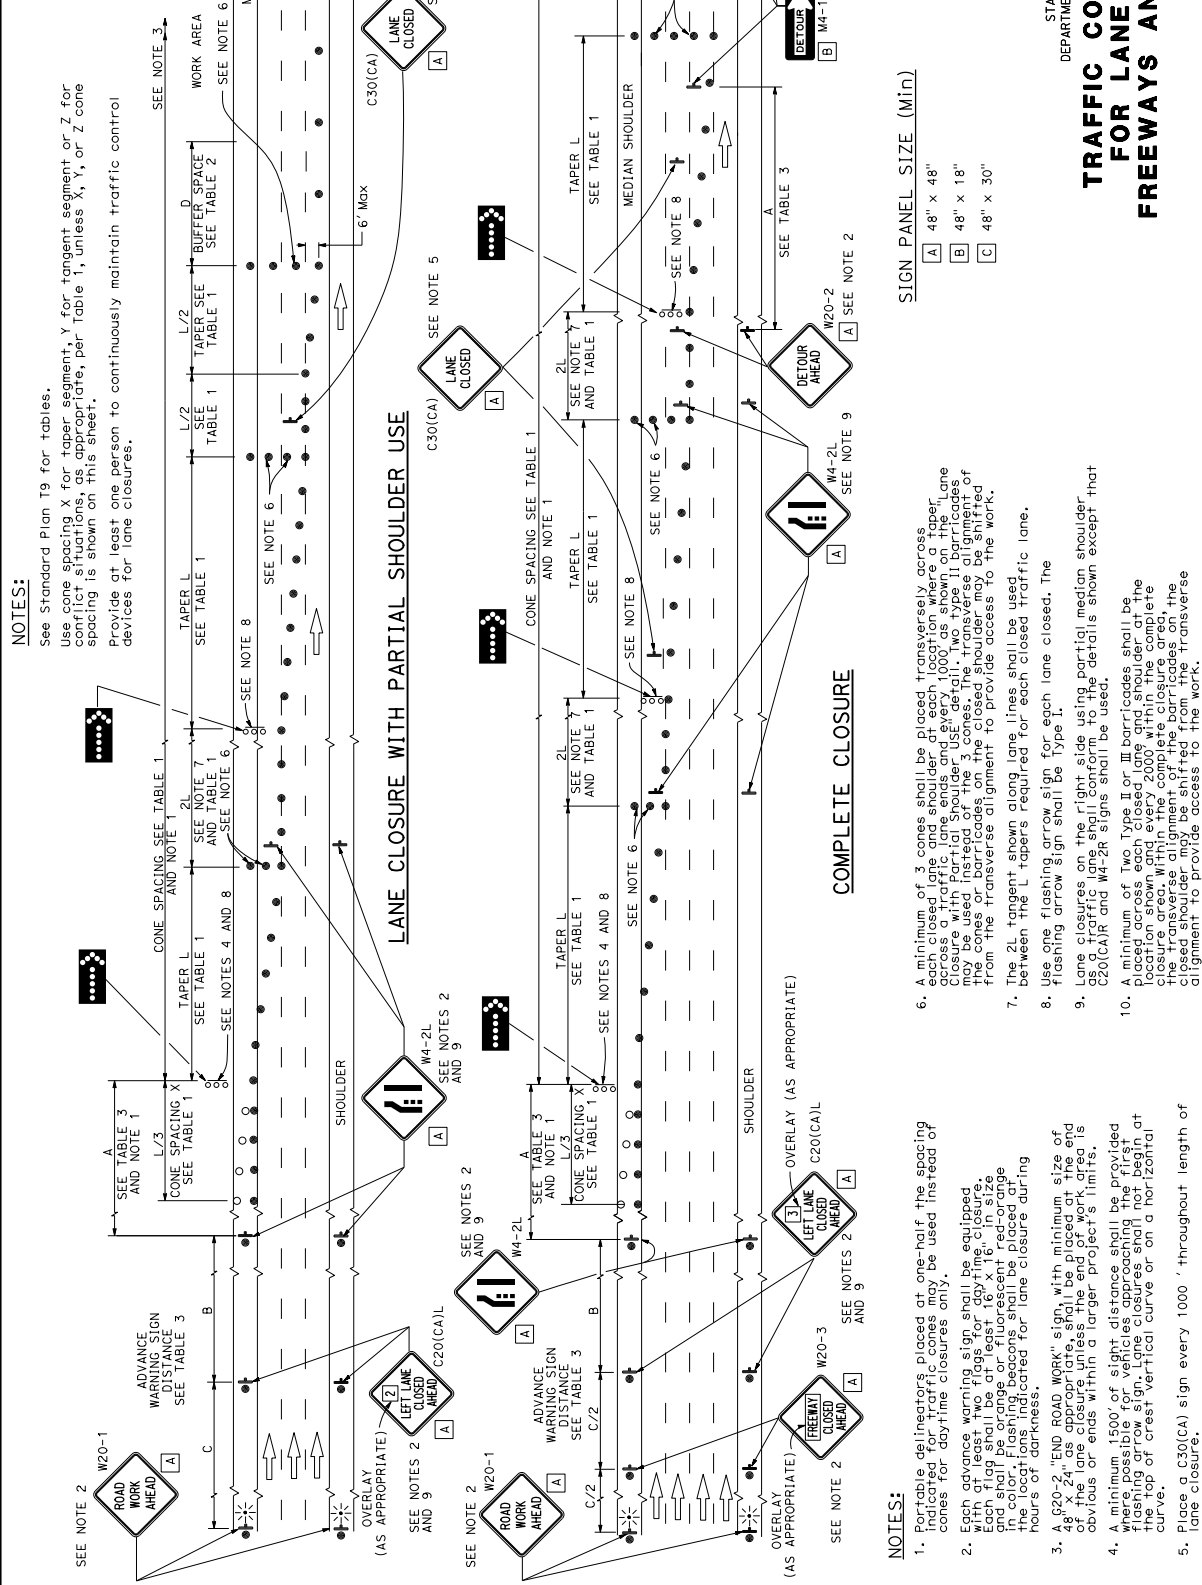 NOTES:
See Standard Plan T9 for tables.
Use cone spacing X for taper segment, Y for tangent segment or Z for
conflict situations, as appropriate, per Table 1, unless X, Y, or Z cone
spacing is shown on this sheet.
Provide at least one person to continuously maintain traffic control
devices for lane closures.
SEE NOTE 2
W20-1
ROAD
WORK
AHEAD
A
ADVANCE
WARNING SIGN
DISTANCE
SEE TABLE 3
C
B
A
SEE TABLE 3
AND NOTE 1
L/3
CONE SPACING X
SEE TABLE 1
CONE SPACING SEE TABLE 1
AND NOTE 1
TAPER L
SEE TABLE 1
SEE NOTES 4 AND 8
2L
SEE NOTE 7
AND TABLE 1
SEE NOTE 6
SEE NOTE 8
TAPER L
SEE TABLE 1
SEE NOTE 6
L/2
SEE
TABLE 1
L/2
TAPER SEE
TABLE 1
D
BUFFER SPACE
SEE TABLE 2
WORK AREA
SEE NOTE 6
SEE NOTE 3
6' Max
OVERLAY
(AS APPROPRIATE)
2
LEFT LANE
CLOSED
AHEAD
C20(CA)L
A
SEE NOTES 2
AND 9
SHOULDER
W4-2L
SEE NOTES 2
AND 9
A
C30(CA)
LANE
CLOSED
A
LANE CLOSURE WITH PARTIAL SHOULDER USE
SEE NOTE 2
W20-1
ROAD
WORK
AHEAD
A
ADVANCE
WARNING SIGN
DISTANCE
SEE TABLE 3
C/2
C/2
B
SEE NOTES 2
AND 9
W4-2L
A
A
SEE TABLE 3
AND NOTE 1
L/3
CONE SPACING X
SEE TABLE 1
SEE NOTES 4 AND 8
TAPER L
SEE TABLE 1
SEE NOTE 6
2L
SEE NOTE 7
AND TABLE 1
SEE NOTE 8
CONE SPACING SEE TABLE 1
AND NOTE 1
TAPER L
SEE TABLE 1
SEE NOTE 6
C30(CA)
LANE
CLOSED
A
SEE NOTE 5
2L
SEE NOTE 7
AND TABLE 1
SEE NOTE 8
TAPER L
SEE TABLE 1
MEDIAN SHOULDER
OVERLAY
(AS APPROPRIATE)
FREEWAY
CLOSED
AHEAD
W20-3
A
SEE NOTE 2
SHOULDER
3
LEFT LANE
CLOSED
AHEAD
OVERLAY (AS APPROPRIATE)
C20(CA)L
A
SEE NOTES 2
AND 9
W4-2L
SEE NOTE 9
A
DETOUR
AHEAD
W20-2
A SEE NOTE 2
A
SEE TABLE 3
DETOUR
B M4-1
COMPLETE CLOSURE
SIGN PANEL SIZE (Min)
A 48" x 48"
B 48" x 18"
C 48" x 30"
NOTES:
1. Portable delineators placed at one-half the spacing
indicated for traffic cones may be used instead of
cones for daytime closures only.
2. Each advance warning sign shall be equipped
with at least two flags for daytime closure.
Each flag shall be at least 16" x 16" in size
and shall be orange or fluorescent red-orange
in color. Flashing beacons shall be placed at
the locations indicated for lane closure during
hours of darkness.
3. A G20-2 "END ROAD WORK" sign, with minimum size of
48" x 24" as appropriate, shall be placed at the end
of the lane closure unless the end of work area is
obvious or ends within a larger project's limits.
4. A minimum 1500' of sight distance shall be provided
where possible for vehicles approaching the first
flashing arrow sign. Lane closures shall not begin at
the top of crest vertical curve or on a horizontal
curve.
5. Place a C30(CA) sign every 1000 ' throughout length of
lane closure.
6. A minimum of 3 cones shall be placed transversely across
each closed lane and shoulder at each location where a taper
across a traffic lane ends and every 1000' as shown on the "Lane
Closure with Partial Shoulder USE" detail. Two type II barricades
may be used instead of the 3 cones. The transverse alignment of
the cones or barricades on the closed shoulder may be shifted
from the transverse alignment to provide access to the work.
7. The 2L tangent shown along lane lines shall be used
between the L tapers required for each closed traffic lane.
8. Use one flashing arrow sign for each lane closed. The
flashing arrow sign shall be Type I.
9. Lane closures on the right side using partial median shoulder
as a traffic lane shall conform to the details shown except that
C20(CA)R and W4-2R signs shall be used.
10. A minimum of Two Type II or III barricades shall be
placed across each closed lane and shoulder at the
location shown and every 2000' within the complete
closure area. Within the complete closure area,
the transverse alignment of the barricades on the
closed shoulder may be shifted from the transverse
alignment to provide access to the work.
STA
DEPARTME
TRAFFIC CO
FOR LANE
FREEWAYS AN